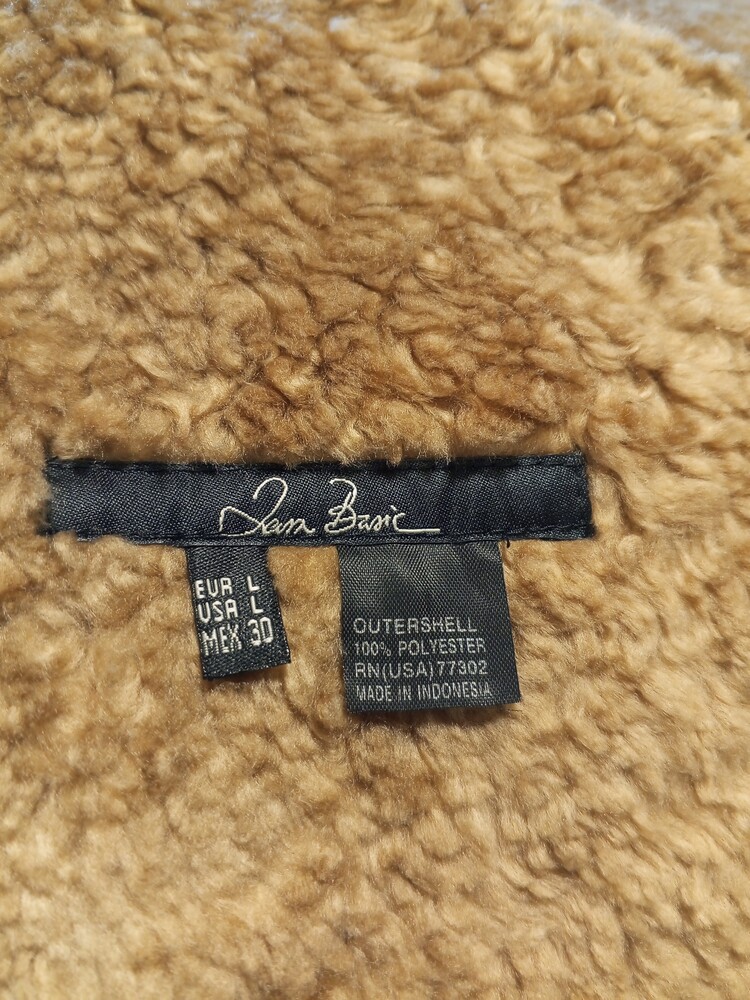 Zara Basic
EUR L
USA L
MEX 30
OUTERSHELL
100% POLYESTER
RN(USA)77302
MADE IN INDONESIA